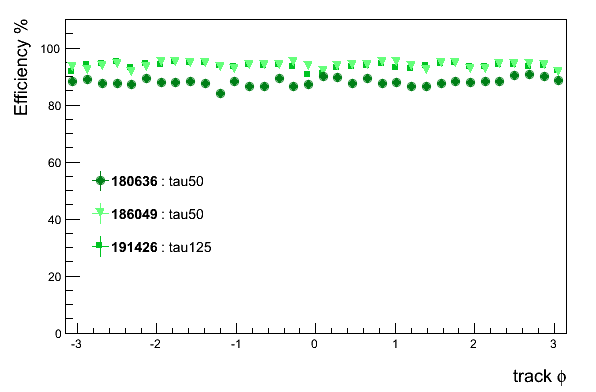 Efficiency %
100
80
60
40
20
0
180636 : tau50
186049 : tau50
191426 : tau125
-3 -2 -1 0 1 2 3
track ϕ